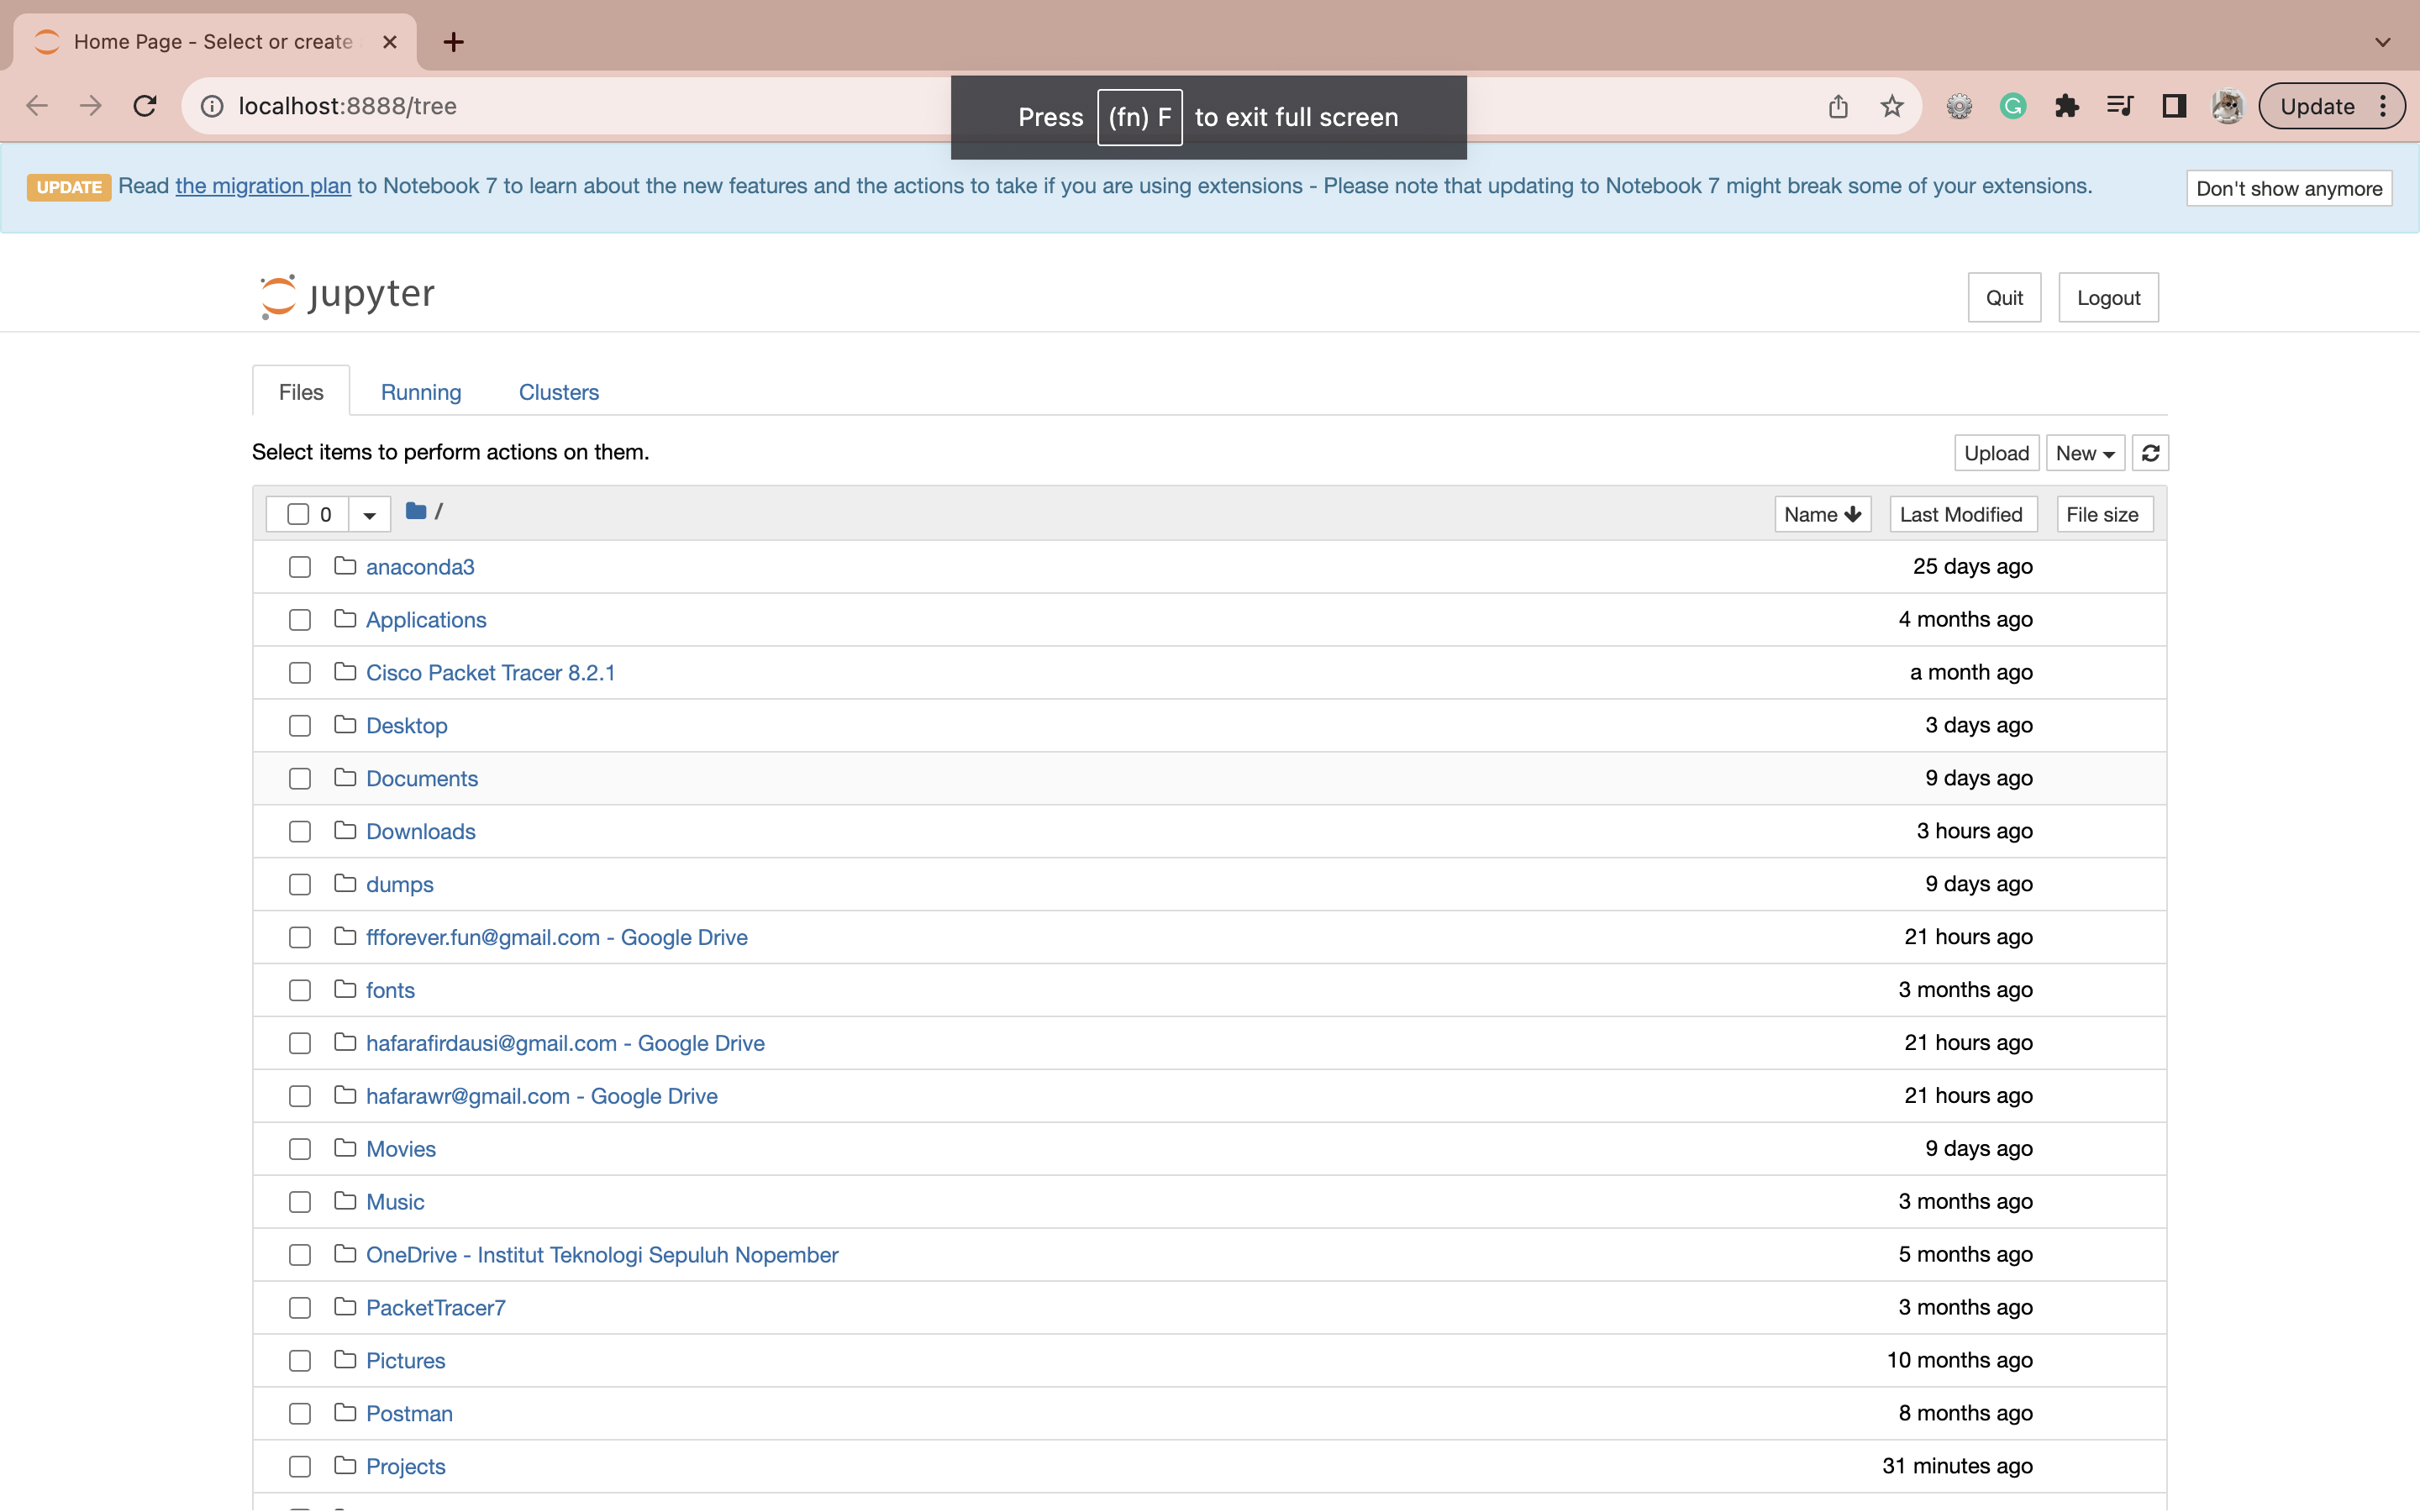 Home Page - Select or create
localhost:8888/tree
Press (fn) F to exit full screen
Update
UPDATE Read the migration plan to Notebook 7 to learn about the new features and the actions to take if you are using extensions - Please note that updating to Notebook 7 might break some of your extensions.
Don't show anymore
jupyter
Quit
Logout
Files
Running
Clusters
Select items to perform actions on them.
Upload
New
0
/
Name
Last Modified
File size
anaconda3 25 days ago
Applications 4 months ago
Cisco Packet Tracer 8.2.1 a month ago
Desktop 3 days ago
Documents 9 days ago
Downloads 3 hours ago
dumps 9 days ago
ffforever.fun@gmail.com - Google Drive 21 hours ago
fonts 3 months ago
hafarafirdausi@gmail.com - Google Drive 21 hours ago
hafarawr@gmail.com - Google Drive 21 hours ago
Movies 9 days ago
Music 3 months ago
OneDrive - Institut Teknologi Sepuluh Nopember 5 months ago
PacketTracer7 3 months ago
Pictures 10 months ago
Postman 8 months ago
Projects 31 minutes ago